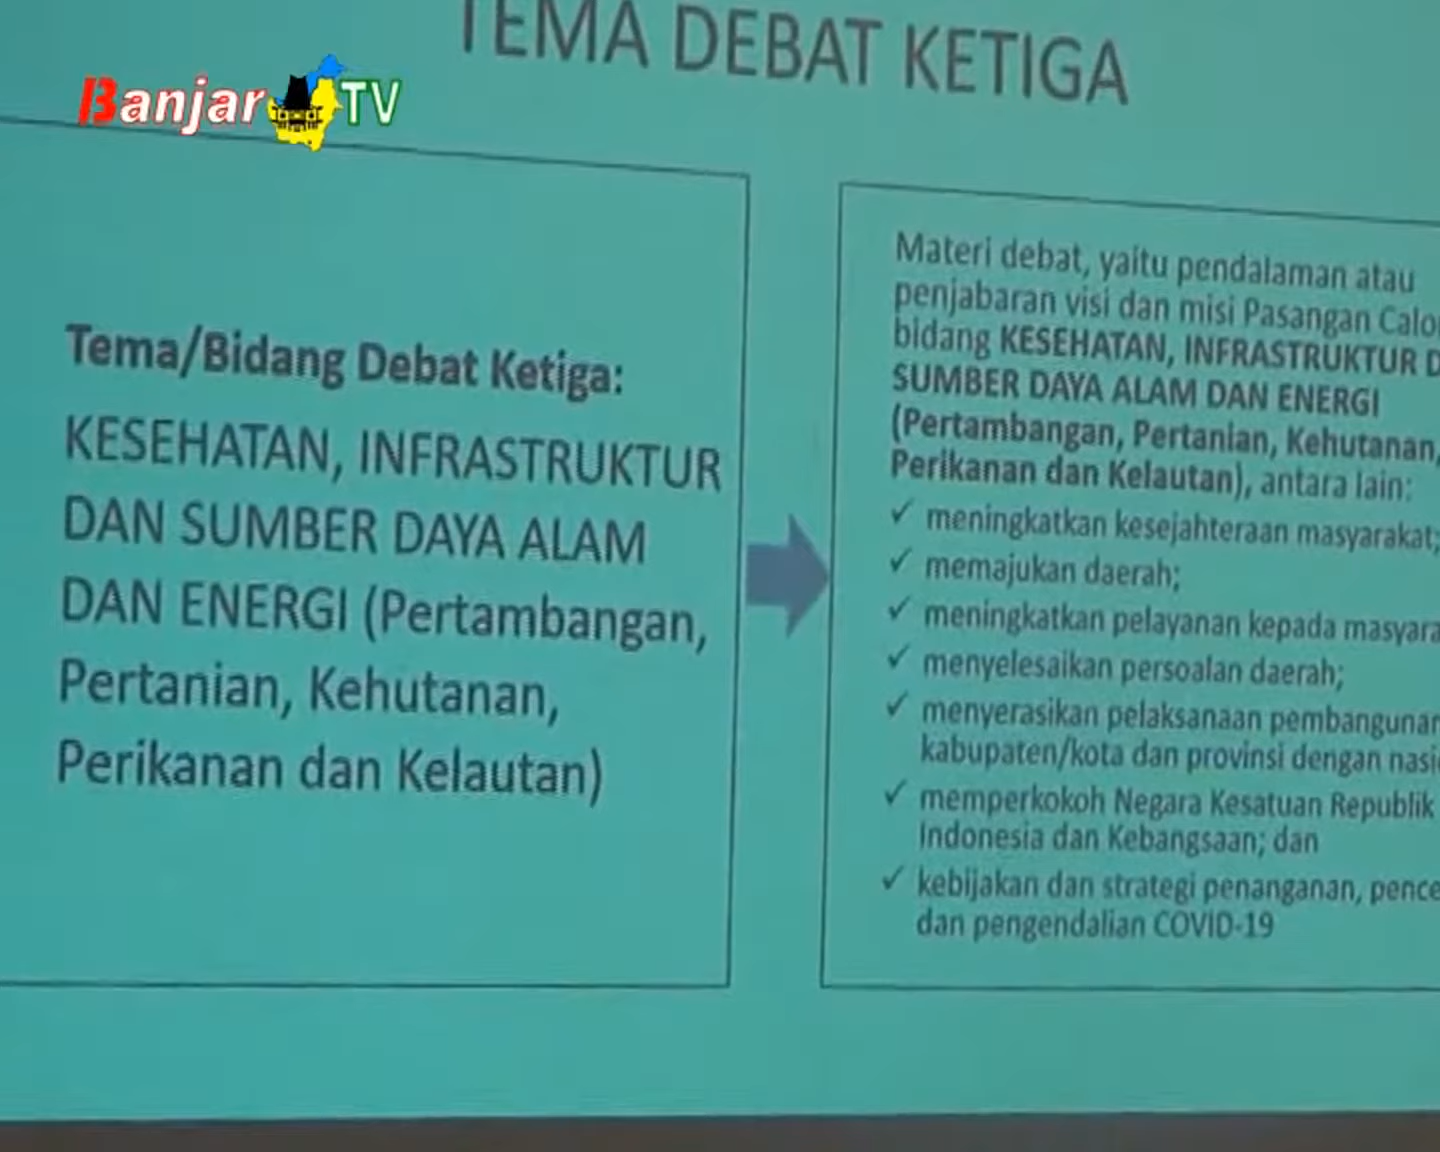 TEMA DEBAT KETIGA
Banjar TV
Tema/Bidang Debat Ketiga:
KESEHATAN, INFRASTRUKTUR
DAN SUMBER DAYA ALAM
DAN ENERGI (Pertambangan,
Pertanian, Kehutanan,
Perikanan dan Kelautan)
Materi debat, yaitu pendalaman atau
penjabaran visi dan misi Pasangan
bidang KESEHATAN, INFRASTRUKTUR
SUMBER DAYA ALAM DAN ENERGI
(Pertambangan, Pertanian, Kehutanan,
Perikanan dan Kelautan), antara lain:
✓ meningkatkan kesejahteraan masyarakat;
✓ memajukan daerah;
✓ meningkatkan pelayanan kepada
✓ menyelesaikan persoalan daerah;
✓ menyerasikan pelaksanaan
kabupaten/kota dan provinsi dengan
✓ memperkokoh Negara Kesatuan Republik
Indonesia dan Kebangsaan; dan
✓ kebijakan dan strategi penanganan,
dan pengendalian COVID-19